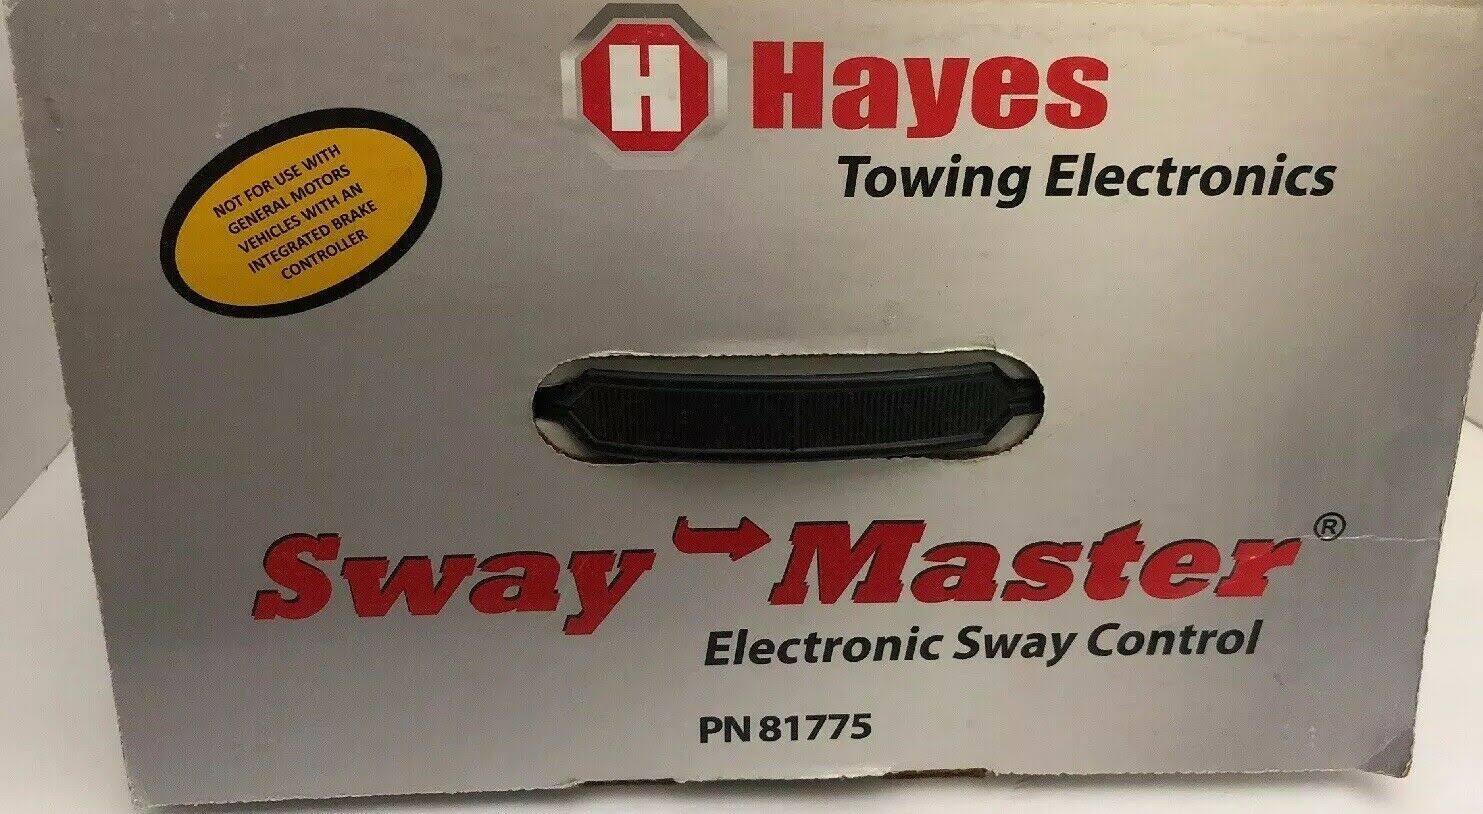 H Hayes
Towing Electronics
NOT FOR USE WITH
GENERAL MOTORS
VEHICLES WITH AN
INTEGRATED BRAKE
CONTROLLER
Sway Master®
Electronic Sway Control
PN 81775